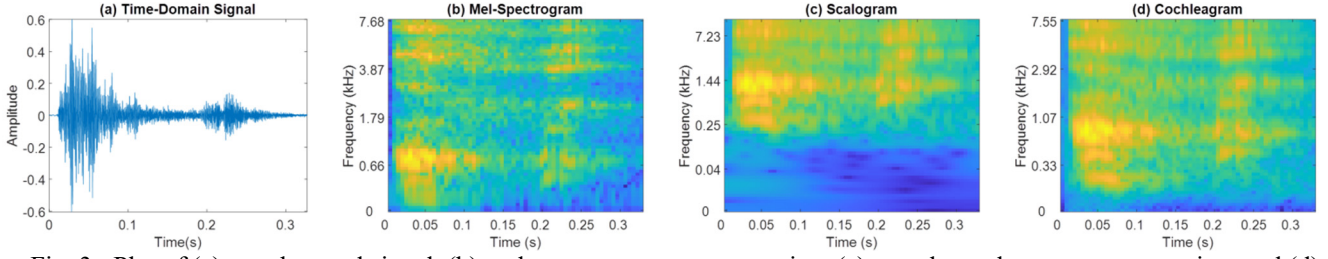 (a) Time-Domain Signal
0.6
0.4
0.2
0
-0.2
-0.4
-0.6
Amplitude
0 0.1 0.2 0.3
Time(s)
(b) Mel-Spectrogram
7.68
3.87
1.79
0.66
0
Frequency (kHz)
0 0.05 0.1 0.15 0.2 0.25 0.3
Time (s)
(c) Scalogram
7.23
1.44
0.25
0.04
0
Frequency (kHz)
0 0.05 0.1 0.15 0.2 0.25 0.3
Time (s)
(d) Cochleagram
7.55
2.92
1.07
0.33
0
Frequency (kHz)
0 0.05 0.1 0.15 0.2 0.25 0.3
Time (s)